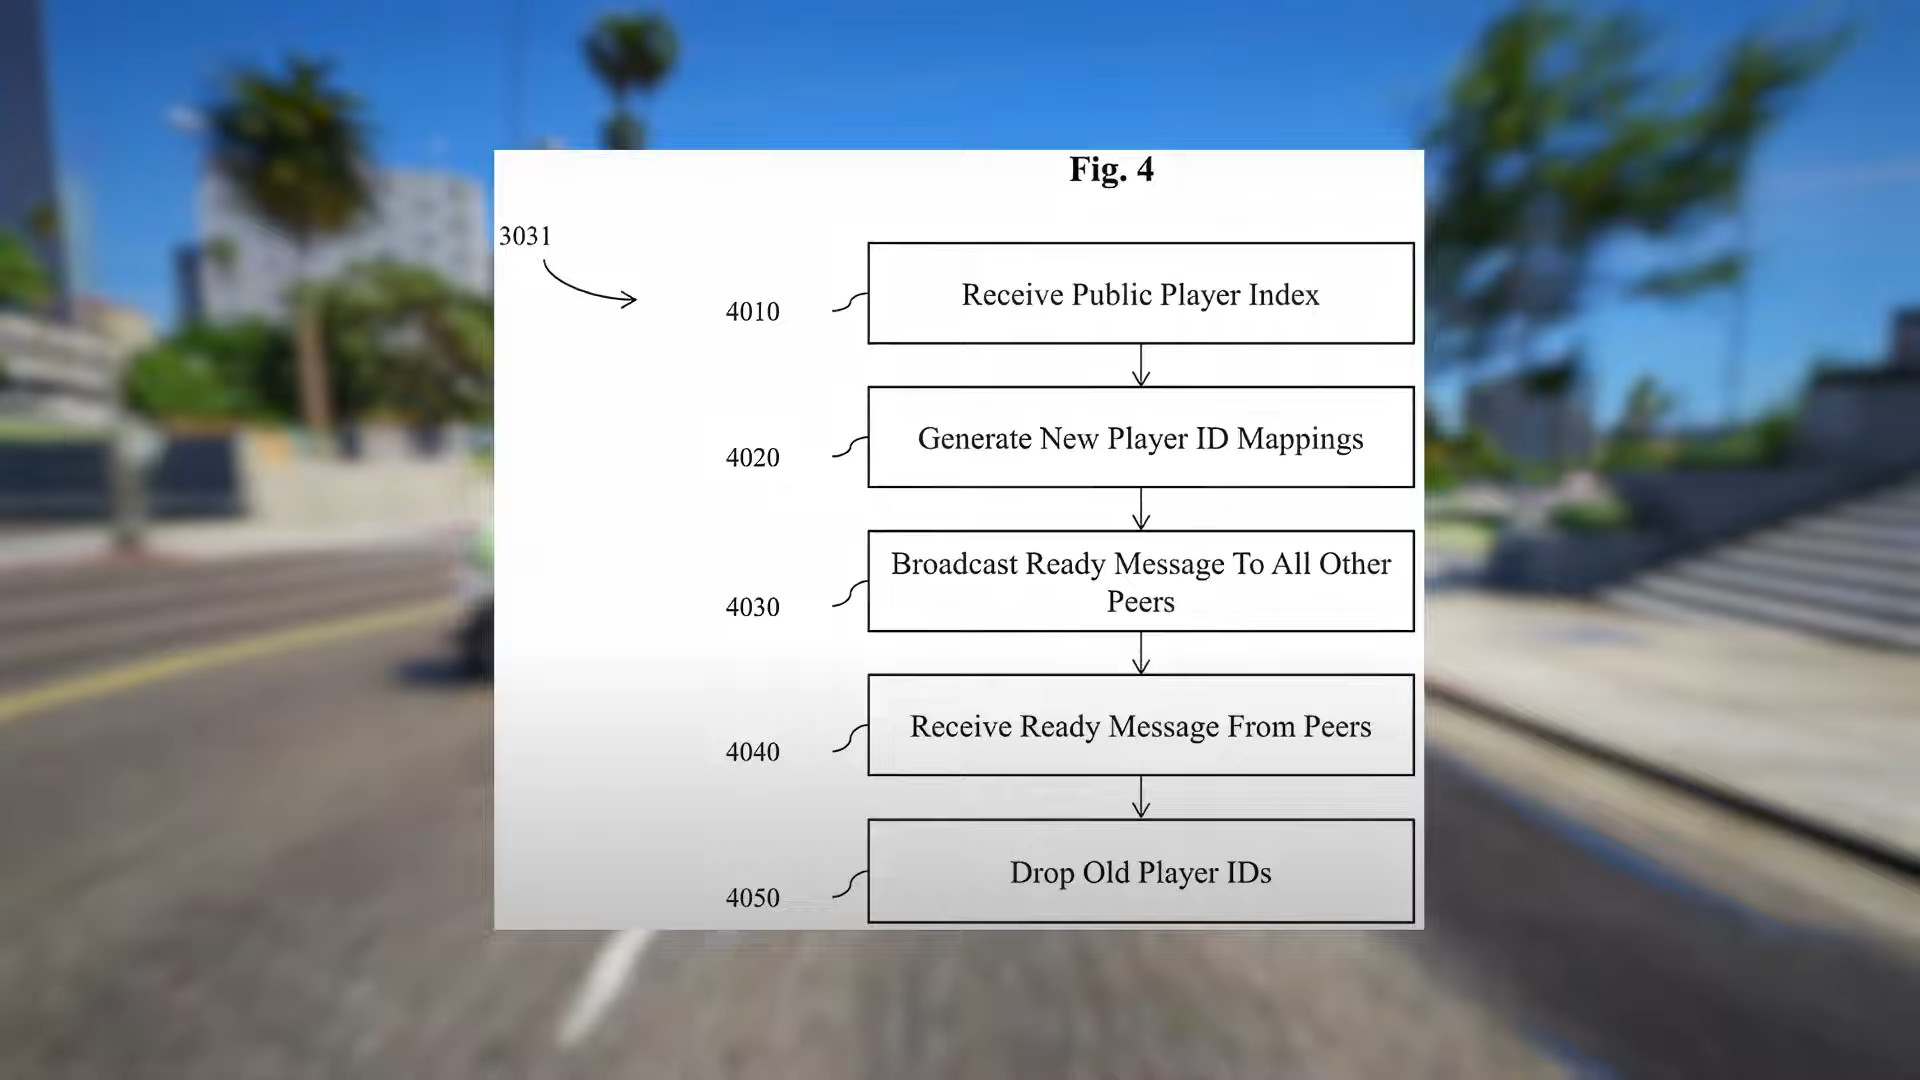 Fig. 4
3031
4010
Receive Public Player Index
4020
Generate New Player ID Mappings
4030
Broadcast Ready Message To All Other
Peers
4040
Receive Ready Message From Peers
4050
Drop Old Player IDs